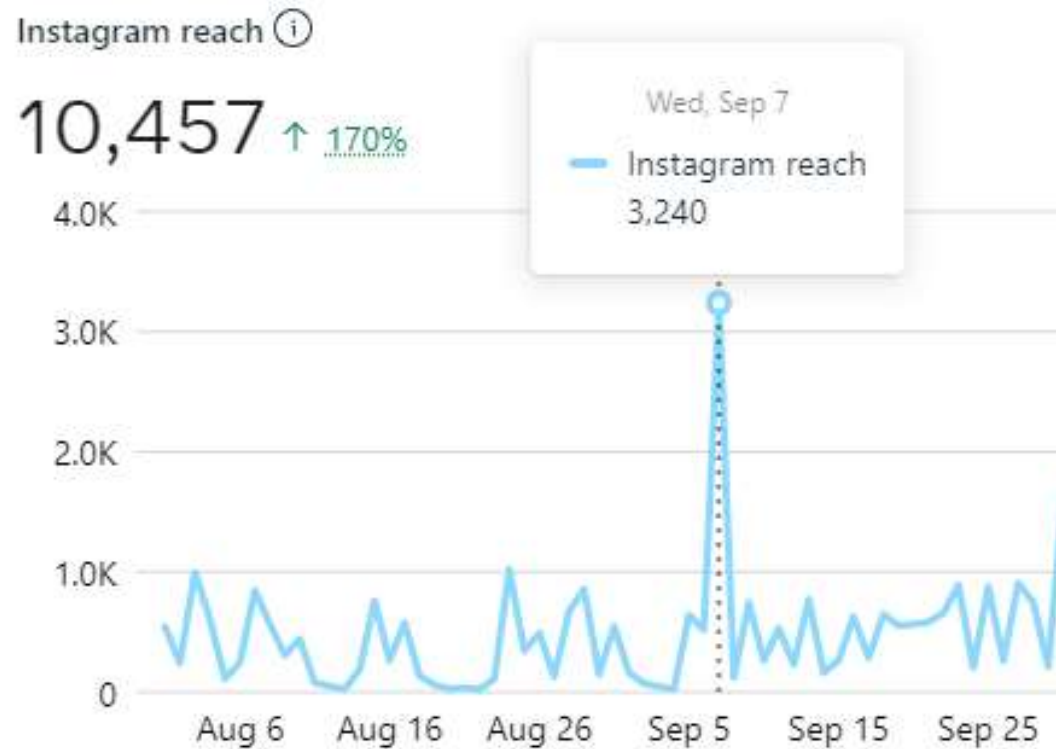 Instagram reach
10,457 ↑ 170%
Wed, Sep 7
Instagram reach
3,240
4.0K
3.0K
2.0K
1.0K
0
Aug 6 Aug 16 Aug 26 Sep 5 Sep 15 Sep 25